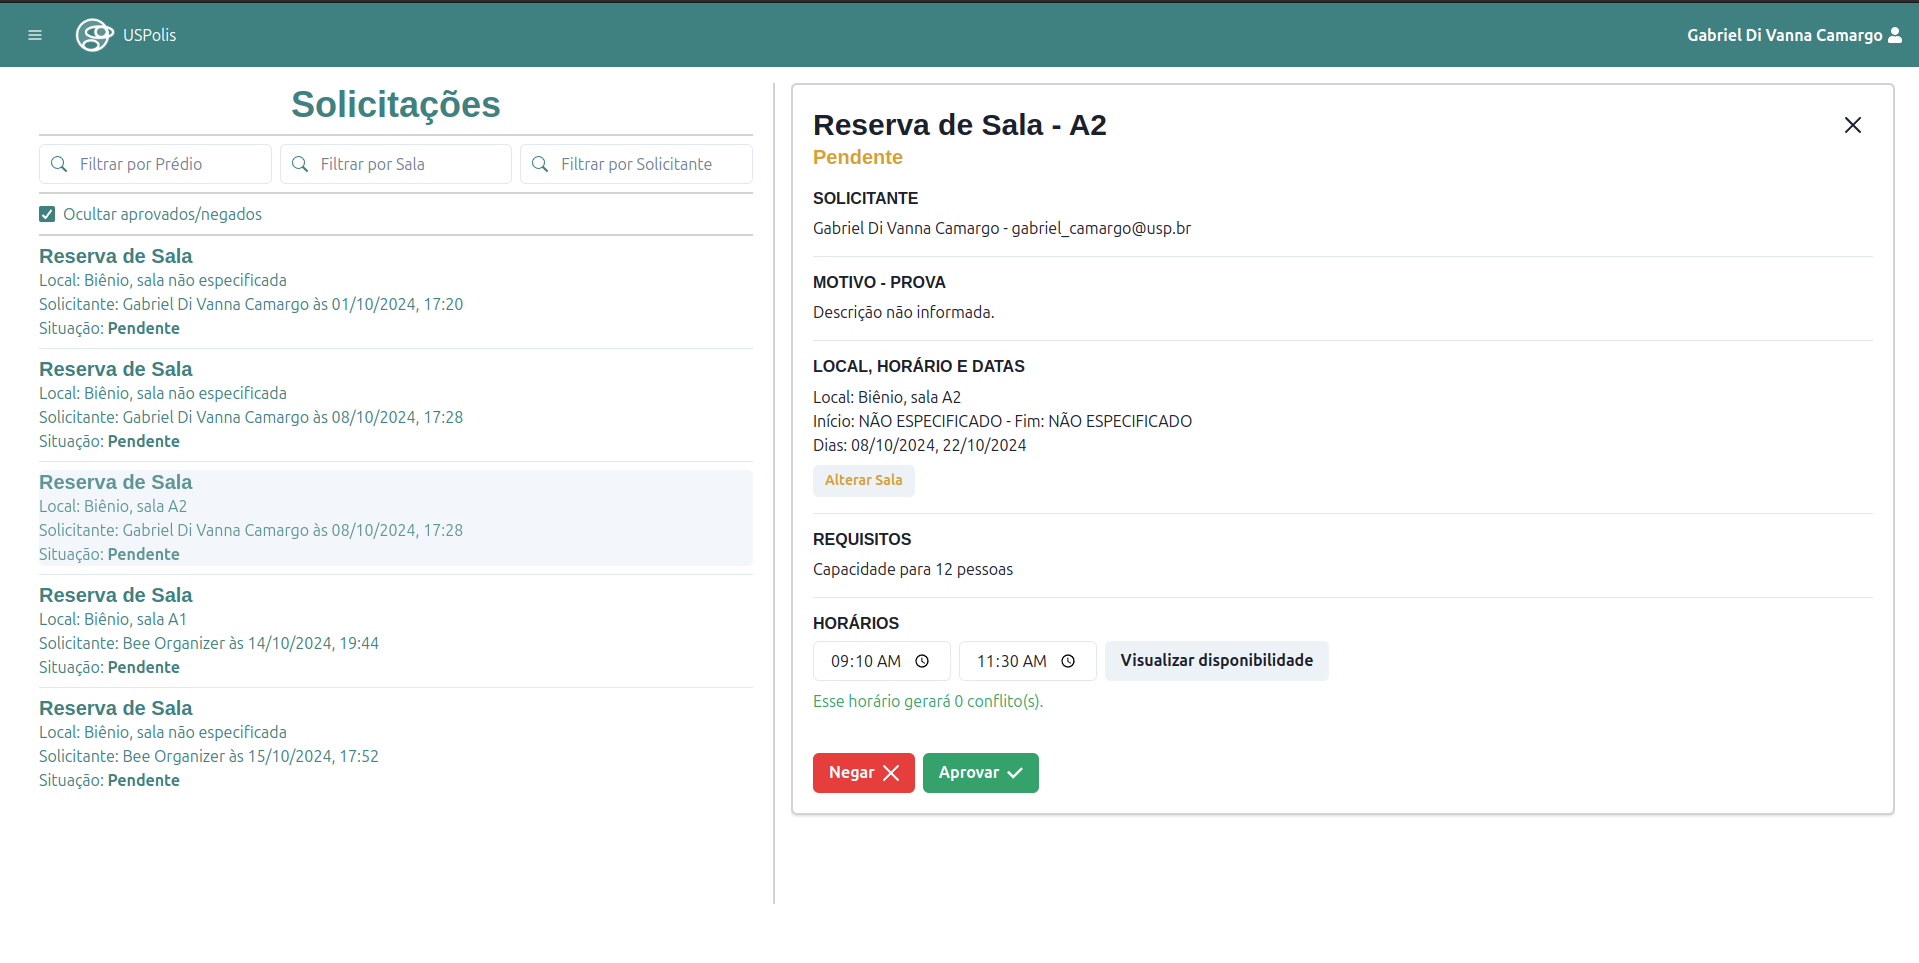 USPolis
Gabriel Di Vanna Camargo
Solicitações
Filtrar por Prédio
Filtrar por Sala
Filtrar por Solicitante
Ocultar aprovados/negados
Reserva de Sala
Local: Biênio, sala não especificada
Solicitante: Gabriel Di Vanna Camargo às 01/10/2024, 17:20
Situação: Pendente
Reserva de Sala
Local: Biênio, sala não especificada
Solicitante: Gabriel Di Vanna Camargo às 08/10/2024, 17:28
Situação: Pendente
Reserva de Sala
Local: Biênio, sala A2
Solicitante: Gabriel Di Vanna Camargo às 08/10/2024, 17:28
Situação: Pendente
Reserva de Sala
Local: Biênio, sala A1
Solicitante: Bee Organizer às 14/10/2024, 19:44
Situação: Pendente
Reserva de Sala
Local: Biênio, sala não especificada
Solicitante: Bee Organizer às 15/10/2024, 17:52
Situação: Pendente
Reserva de Sala - A2
Pendente
SOLICITANTE
Gabriel Di Vanna Camargo - gabriel_camargo@usp.br
MOTIVO - PROVA
Descrição não informada.
LOCAL, HORÁRIO E DATAS
Local: Biênio, sala A2
Início: NÃO ESPECIFICADO - Fim: NÃO ESPECIFICADO
Dias: 08/10/2024, 22/10/2024
Alterar Sala
REQUISITOS
Capacidade para 12 pessoas
HORÁRIOS
09:10 AM
11:30 AM
Visualizar disponibilidade
Esse horário gerará 0 conflito(s).
Negar
Aprovar